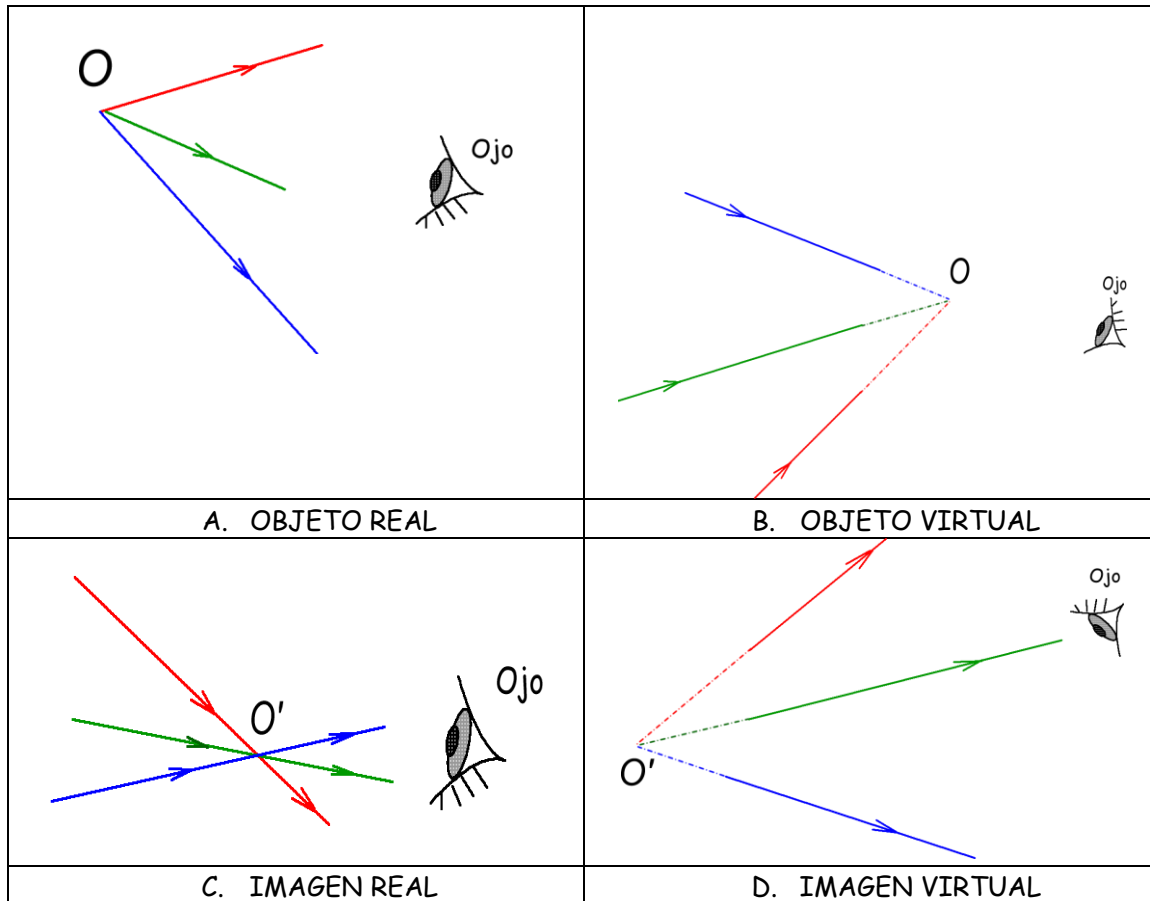 O
Ojo
O
Ojo
A. OBJETO REAL
B. OBJETO VIRTUAL
O'
Ojo
Ojo
O'
C. IMAGEN REAL
D. IMAGEN VIRTUAL